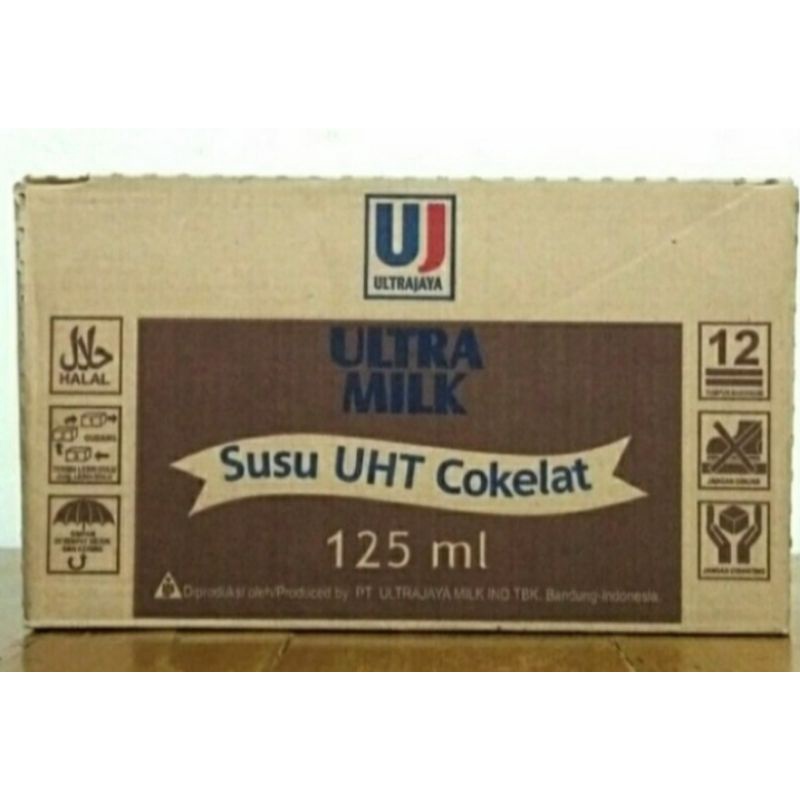 UJ
ULTRAJAYA
ULTRA
MILK
Susu UHT Cokelat
125 ml
Diproduksi oleh/Produced by PT. ULTRAJAYA MILK IND TBK. Bandung-Indonesia.
حلال
HALAL
GUDANG
12